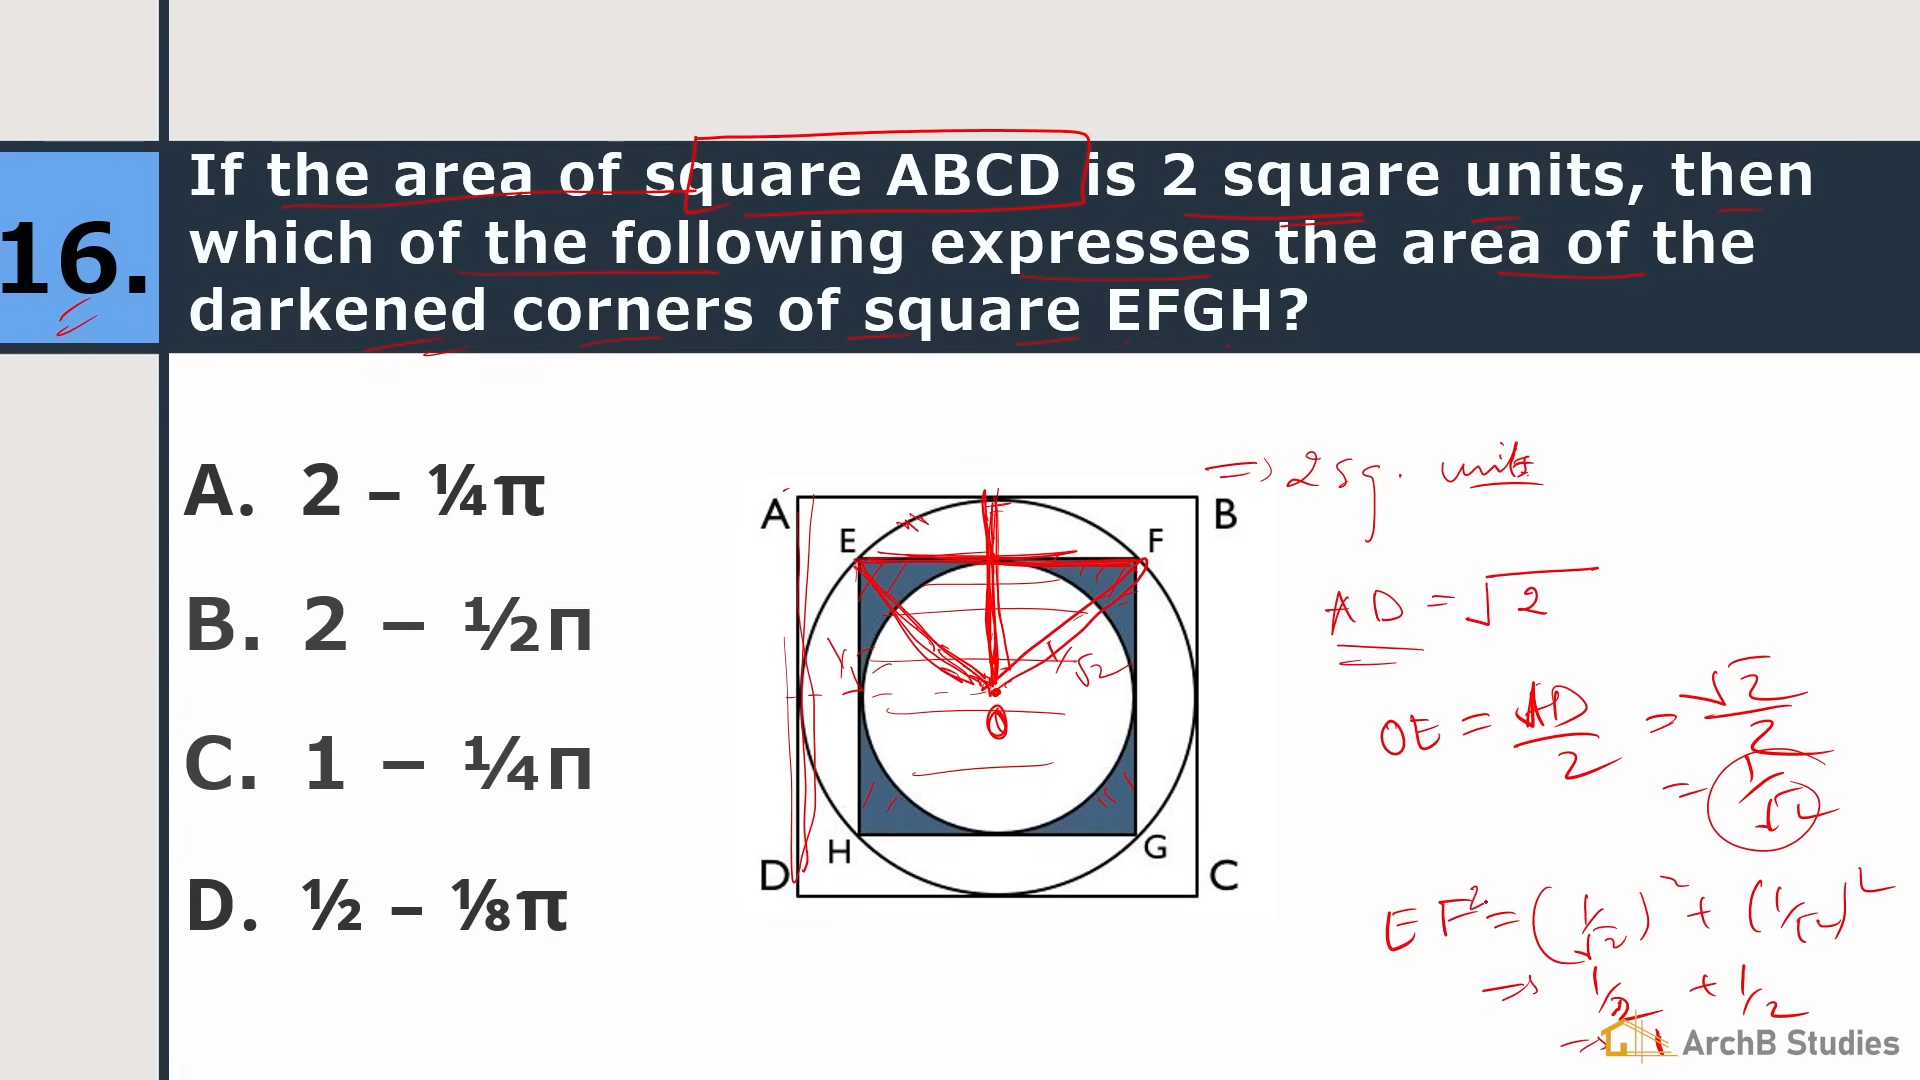 16.
If the area of square ABCD is 2 square units, then
which of the following expresses the area of the
darkened corners of square EFGH?
A. 2 – ¼π
B. 2 – ½π
C. 1 – ¼π
D. ½ – ⅛π
A
B
E
F
O
1/√2
H
G
D
C
=> 2 sq. units
AD = √2
OE = AD/2 = √2/2
= 1/√2
EF² = (1/√2)² + (1/√2)²
=> 1/2 + 1/2
=> 1
ArchB Studies